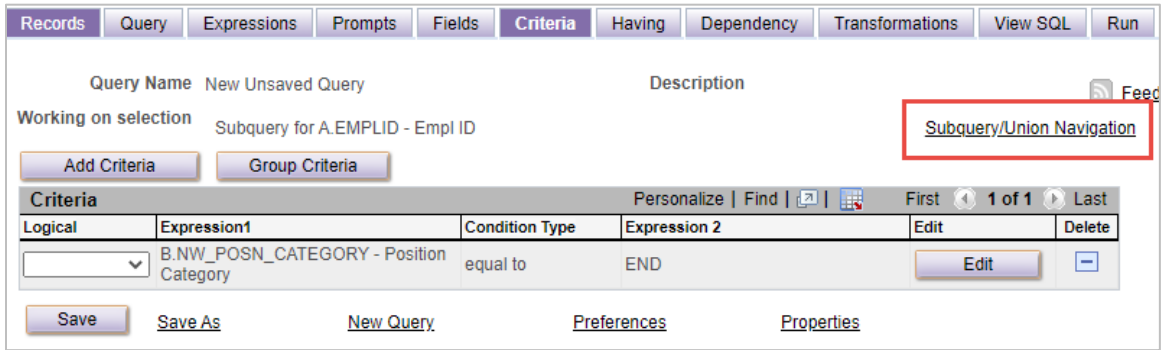 Records Query Expressions Prompts Fields Criteria Having Dependency Transformations View SQL Run
Query Name New Unsaved Query Description
Feed
Working on selection Subquery for A.EMPLID - Empl ID Subquery/Union Navigation
Add Criteria Group Criteria
Criteria Personalize | Find | | First 1 of 1 Last
Logical Expression1 Condition Type Expression 2 Edit Delete
B.NW_POSN_CATEGORY - Position
Category equal to END Edit
Save Save As New Query Preferences Properties